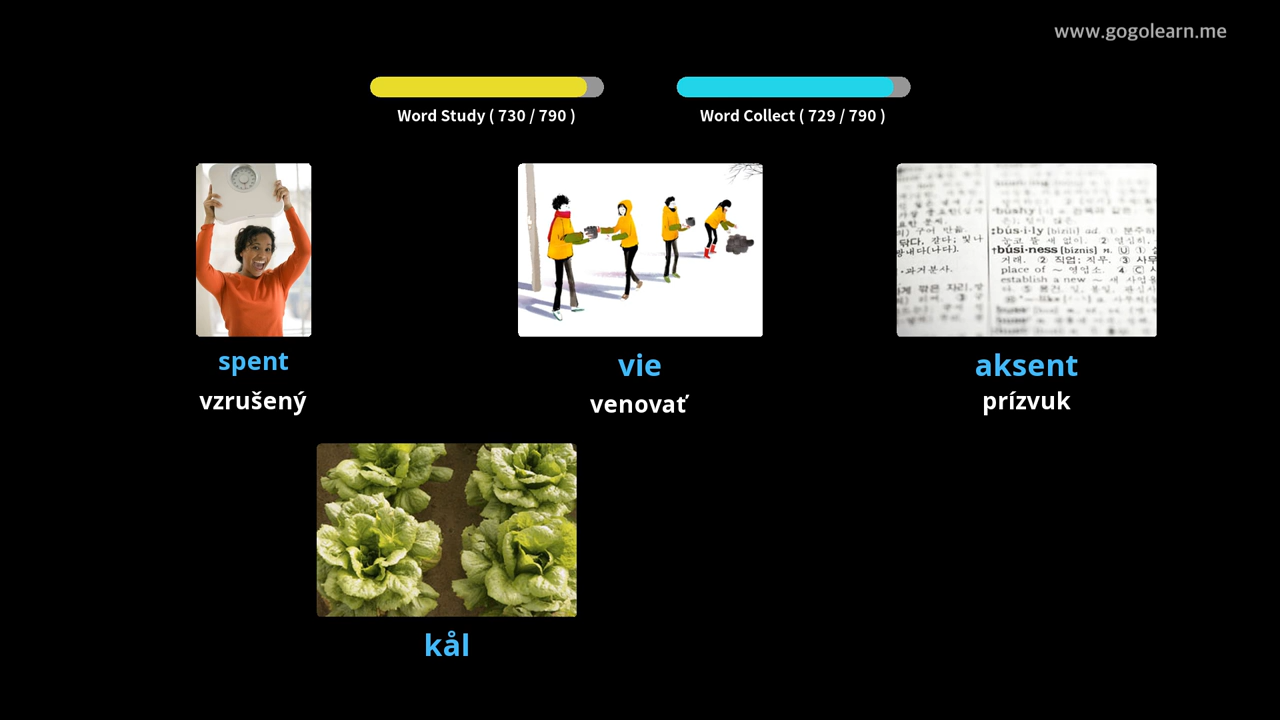 www.gogolearn.me
Word Study ( 730 / 790 )
Word Collect ( 729 / 790 )
spent
vzrušený
vie
venovať
aksent
prízvuk
kål